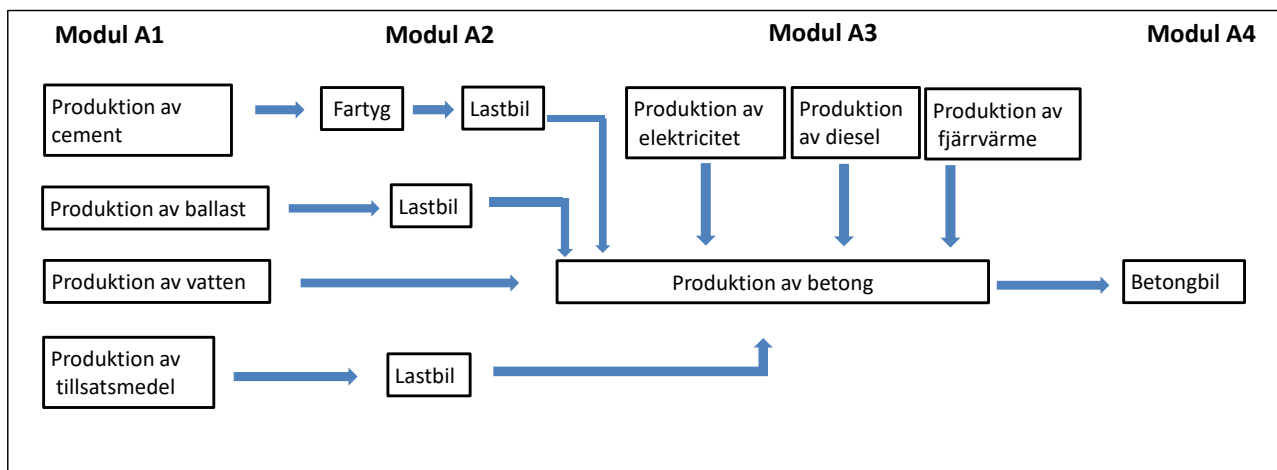 Modul A1
Modul A2
Modul A3
Modul A4
Produktion av
cement
Fartyg
Lastbil
Produktion av
elektricitet
Produktion
av diesel
Produktion av
fjärrvärme
Produktion av ballast
Lastbil
Produktion av vatten
Produktion av betong
Betongbil
Produktion av
tillsatsmedel
Lastbil